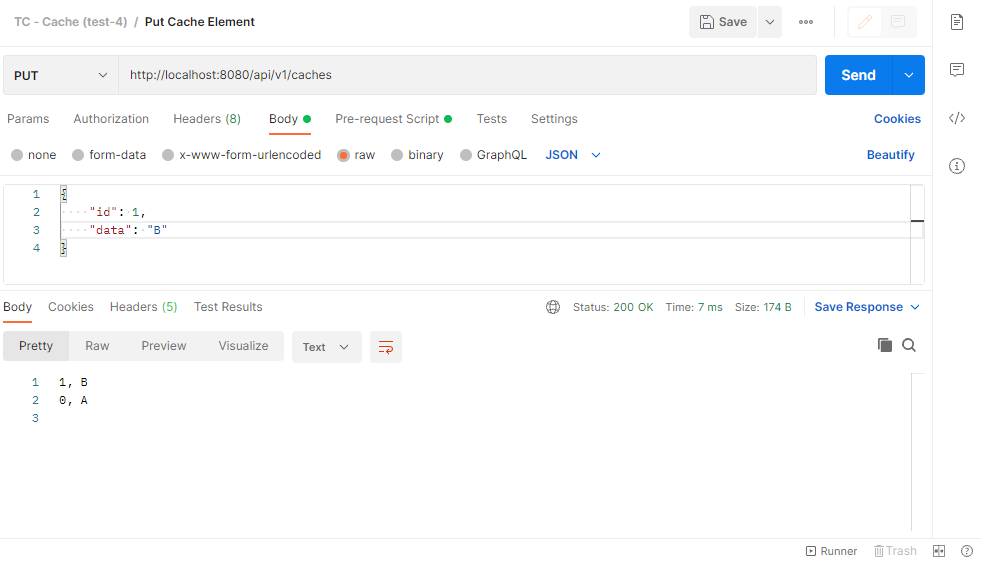 TC - Cache (test-4) / Put Cache Element
Save
PUT
http://localhost:8080/api/v1/caches
Send
Params Authorization Headers (8) Body Pre-request Script Tests Settings Cookies
none form-data x-www-form-urlencoded raw binary GraphQL JSON Beautify
1 {
2 "id": 1,
3 "data": "B"
4 }
Body Cookies Headers (5) Test Results Status: 200 OK Time: 7 ms Size: 174 B Save Response
Pretty Raw Preview Visualize Text
1 1, B
2 0, A
3
Runner Trash